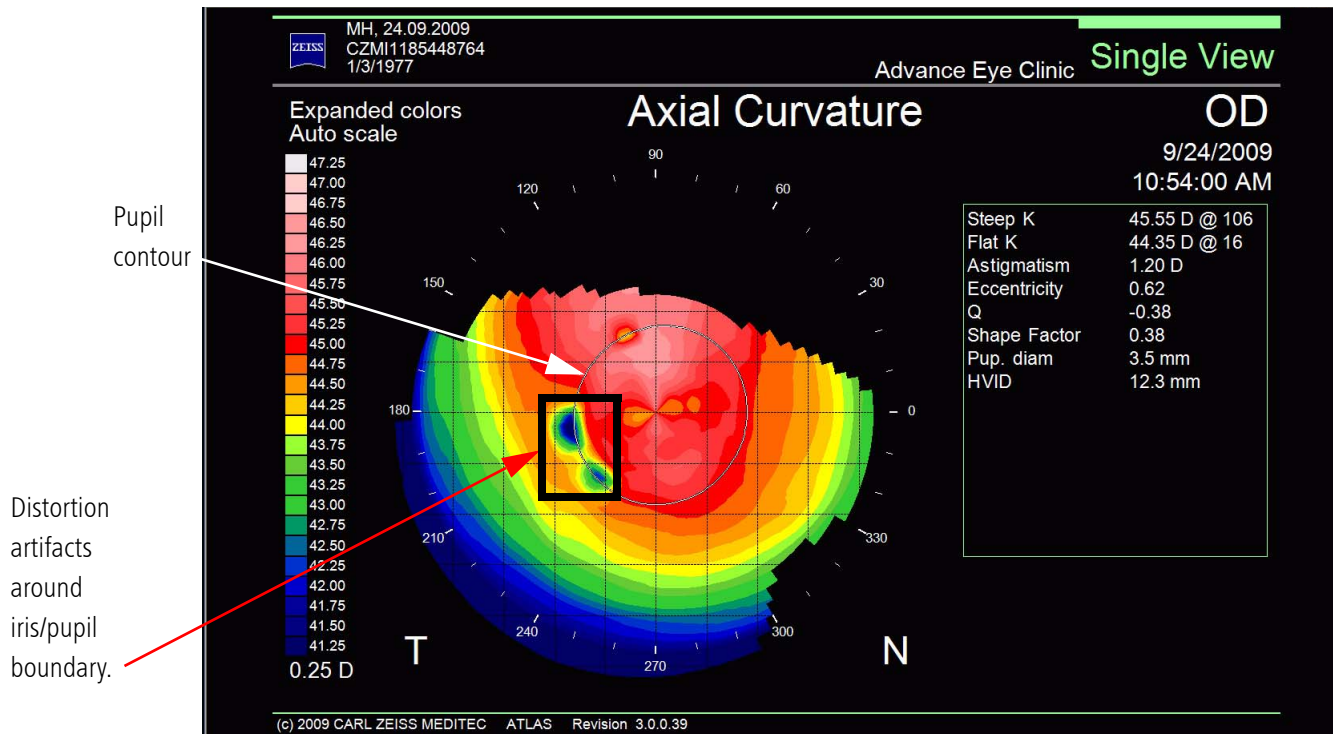 ZEISS
MH, 24.09.2009
CZMI1185448764
1/3/1977
Advance Eye Clinic
Single View
Expanded colors
Auto scale
Axial Curvature
OD
9/24/2009
10:54:00 AM
47.25
47.00
46.75
46.50
46.25
46.00
45.75
45.50
45.25
45.00
44.75
44.50
44.25
44.00
43.75
43.50
43.25
43.00
42.75
42.50
42.25
42.00
41.75
41.50
41.25
0.25 D
90
120
60
150
30
180
0
210
330
240
300
270
T
N
Steep K 45.55 D @ 106
Flat K 44.35 D @ 16
Astigmatism 1.20 D
Eccentricity 0.62
Q -0.38
Shape Factor 0.38
Pup. diam 3.5 mm
HVID 12.3 mm
Pupil
contour
Distortion
artifacts
around
iris/pupil
boundary.
(c) 2009 CARL ZEISS MEDITEC ATLAS Revision 3.0.0.39